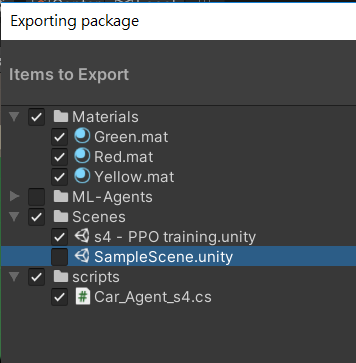 Exporting package
Items to Export
Materials
Green.mat
Red.mat
Yellow.mat
ML-Agents
Scenes
s4 - PPO training.unity
SampleScene.unity
scripts
Car_Agent_s4.cs